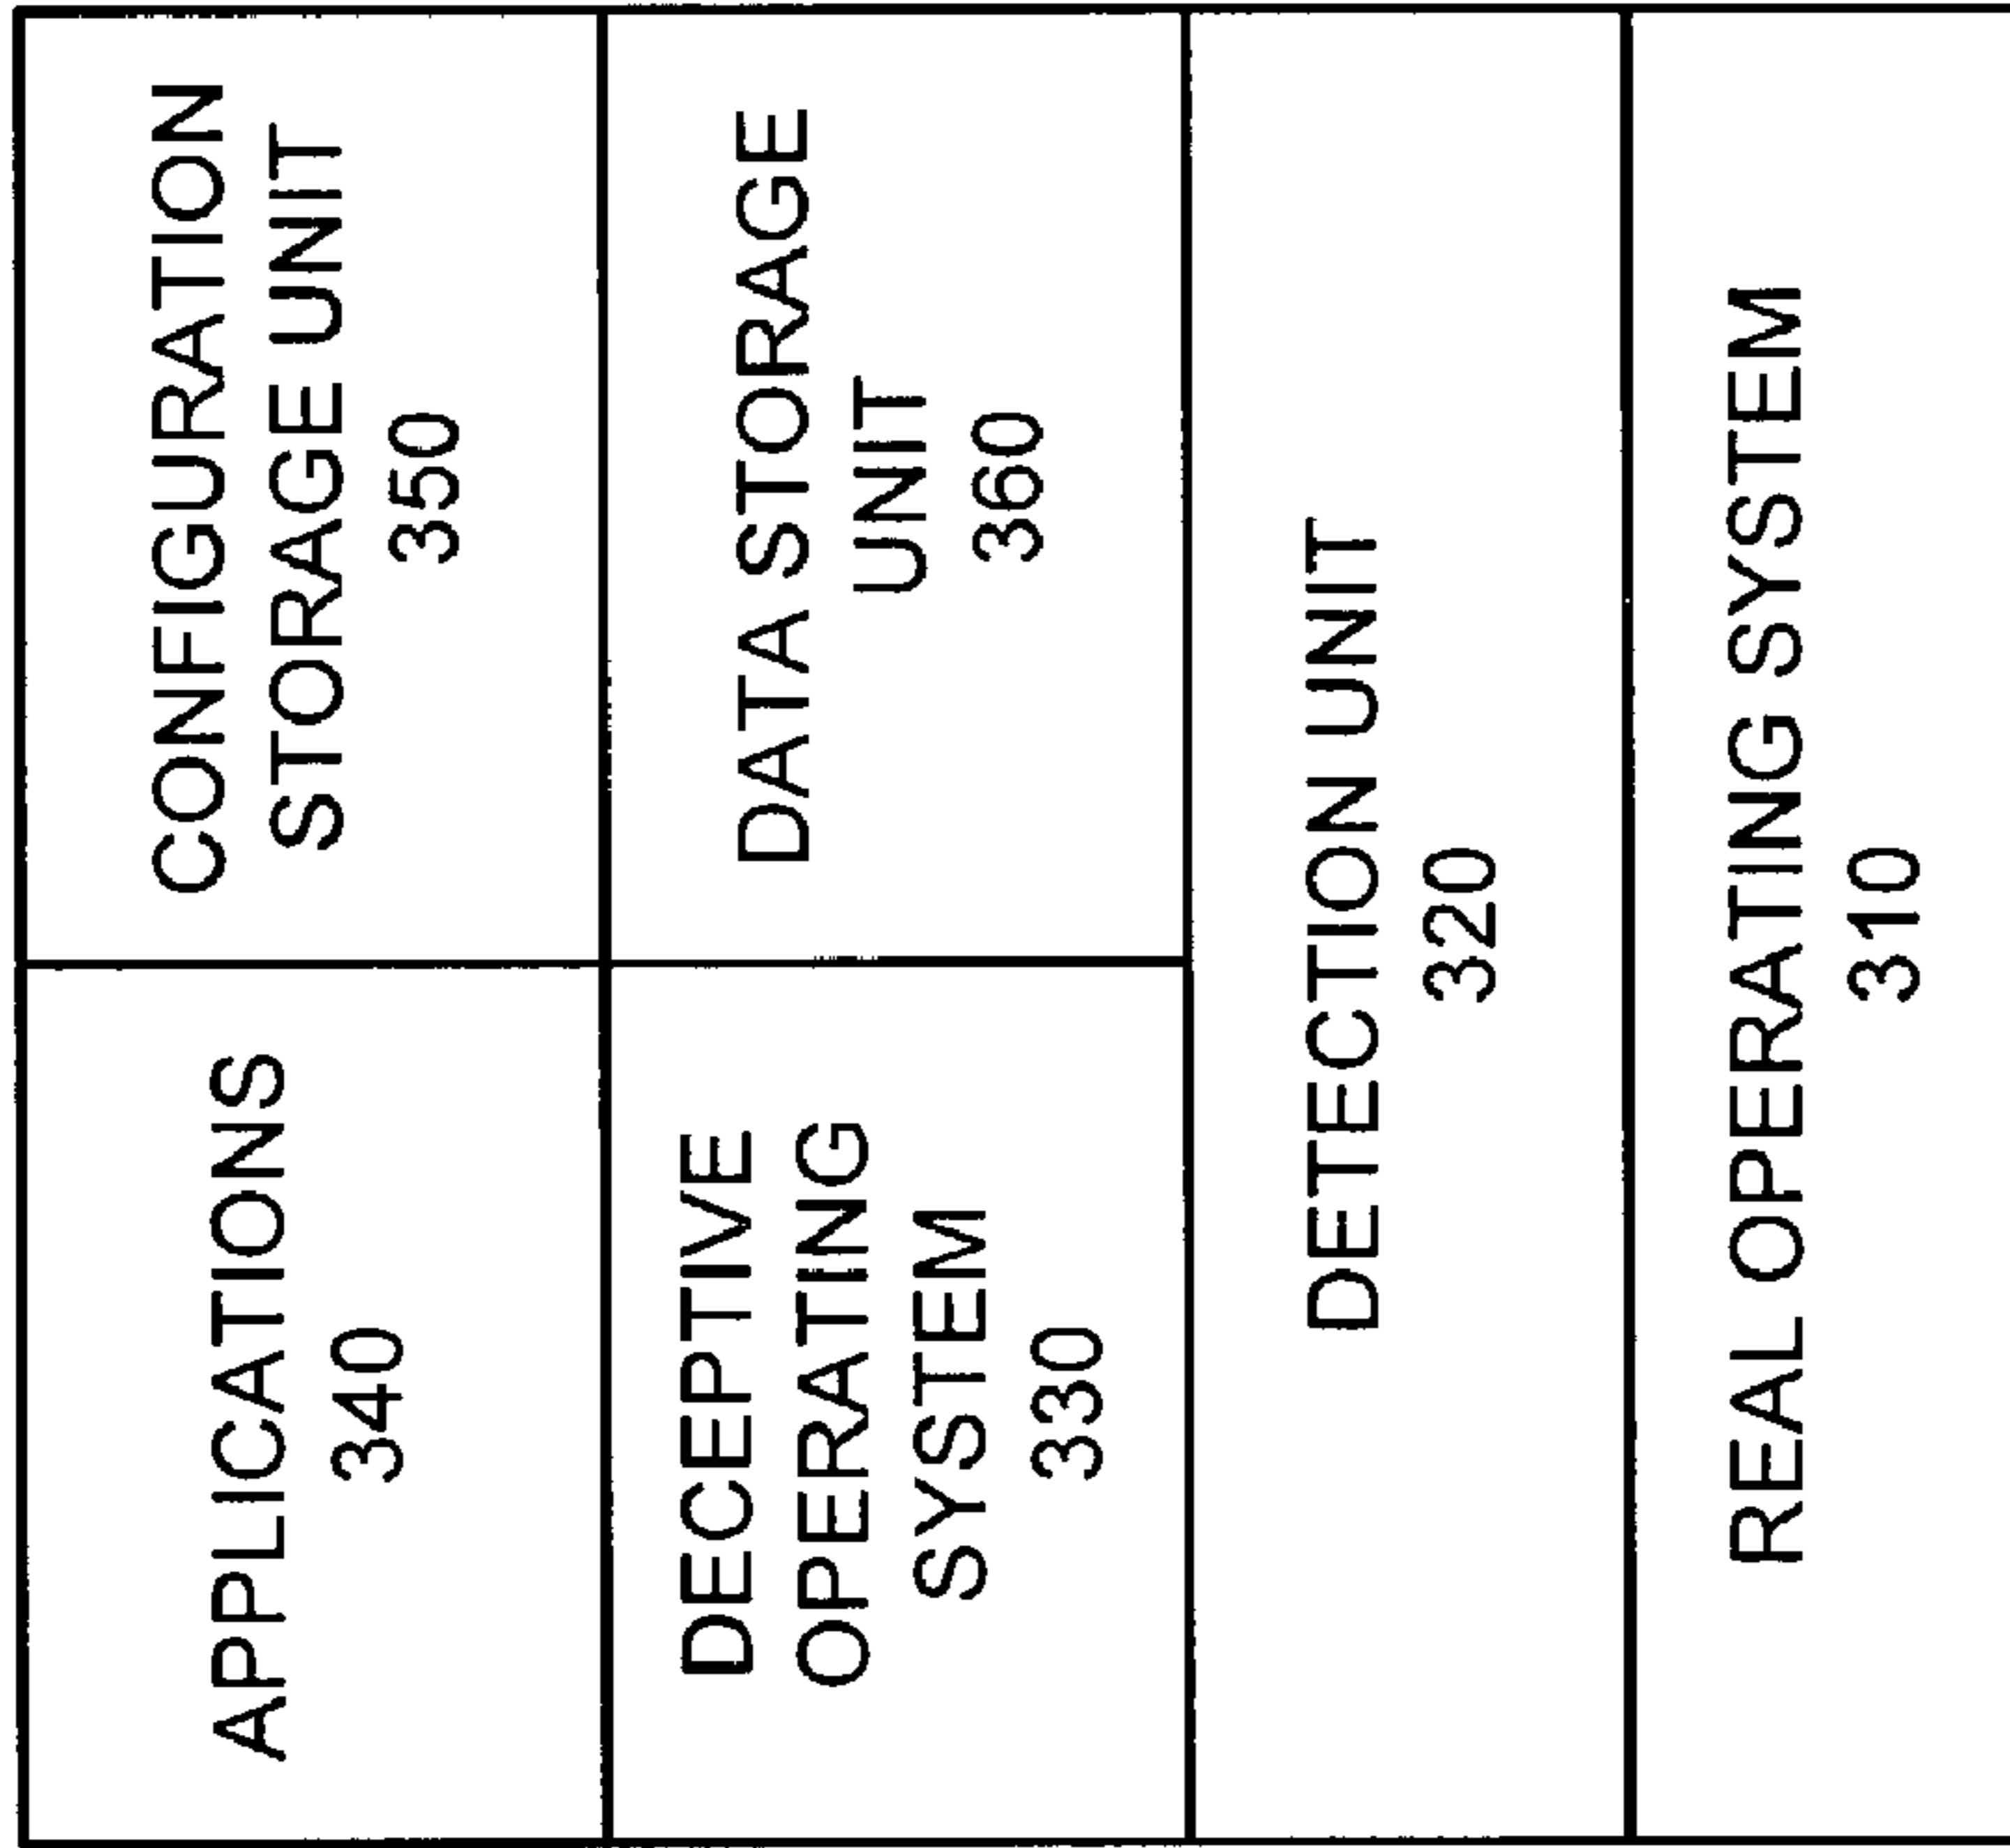 APPLICATIONS
340
CONFIGURATION
STORAGE UNIT
350
DECEPTIVE
OPERATING
SYSTEM
330
DATA STORAGE
UNIT
360
DETECTION UNIT
320
REAL OPERATING SYSTEM
310